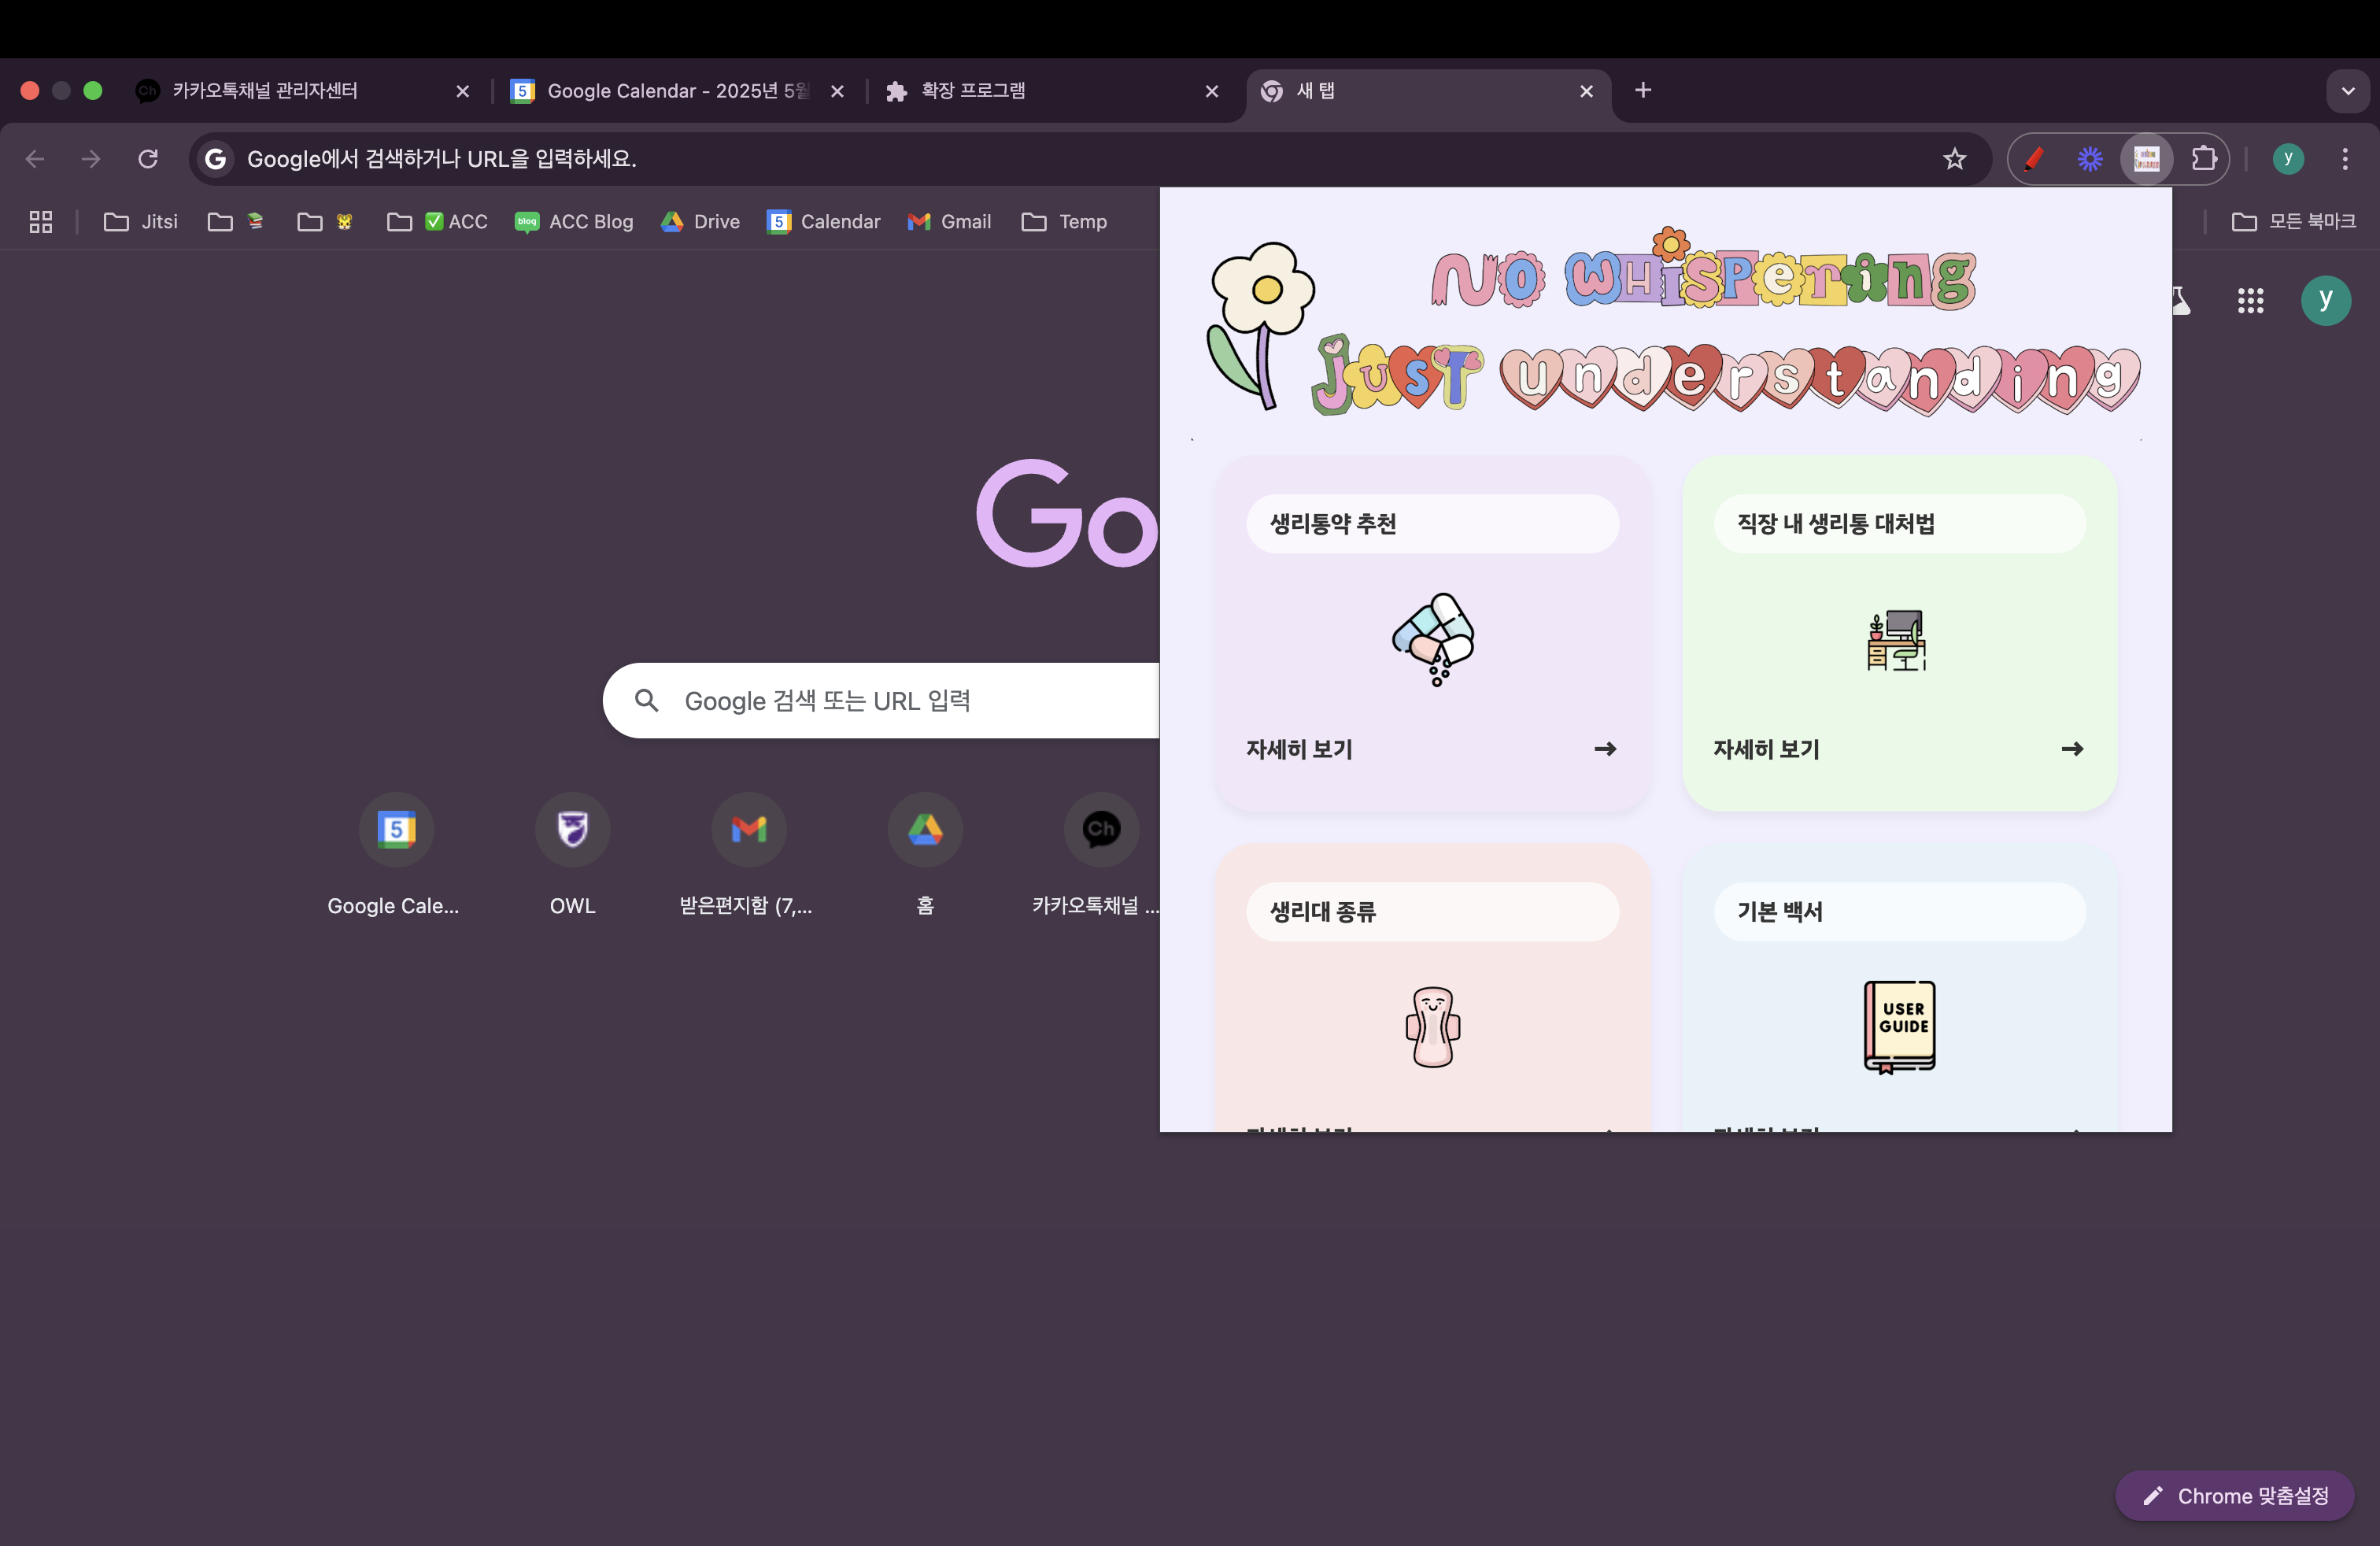 카카오톡채널 관리자센터
Google Calendar - 2025년 5월
확장 프로그램
새 탭
Google에서 검색하거나 URL을 입력하세요.
y
Jitsi
ACC
blog
ACC Blog
Drive
5
Calendar
Gmail
Temp
모든 북마크
y
Go
Google 검색 또는 URL 입력
5
Ch
Google Cale...
OWL
받은편지함 (7,...
홈
카카오톡채널 ...
No WHISPering
jUST understanding
생리통약 추천
자세히 보기 →
직장 내 생리통 대처법
자세히 보기 →
생리대 종류
기본 백서
USER
GUIDE
Chrome 맞춤설정